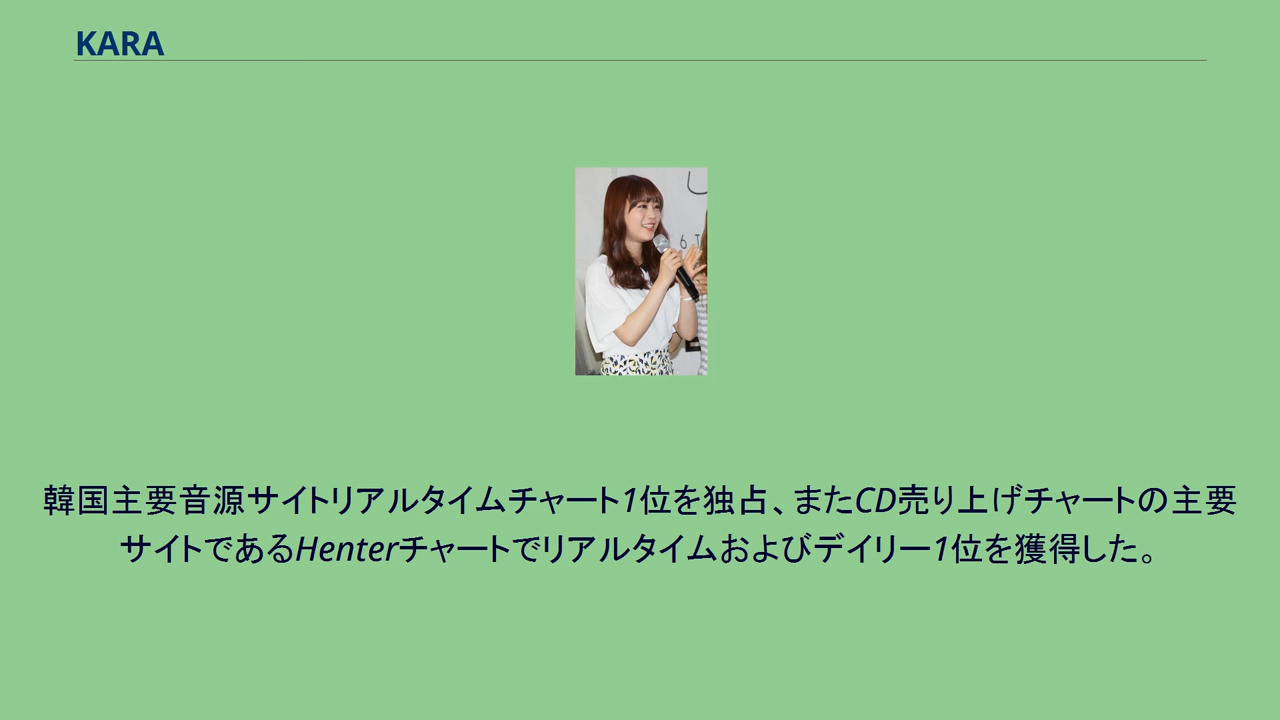 KARA
6 T
韓国主要音源サイトリアルタイムチャート1位を独占、またCD売り上げチャートの主要
サイトであるHenterチャートでリアルタイムおよびデイリー1位を獲得した。